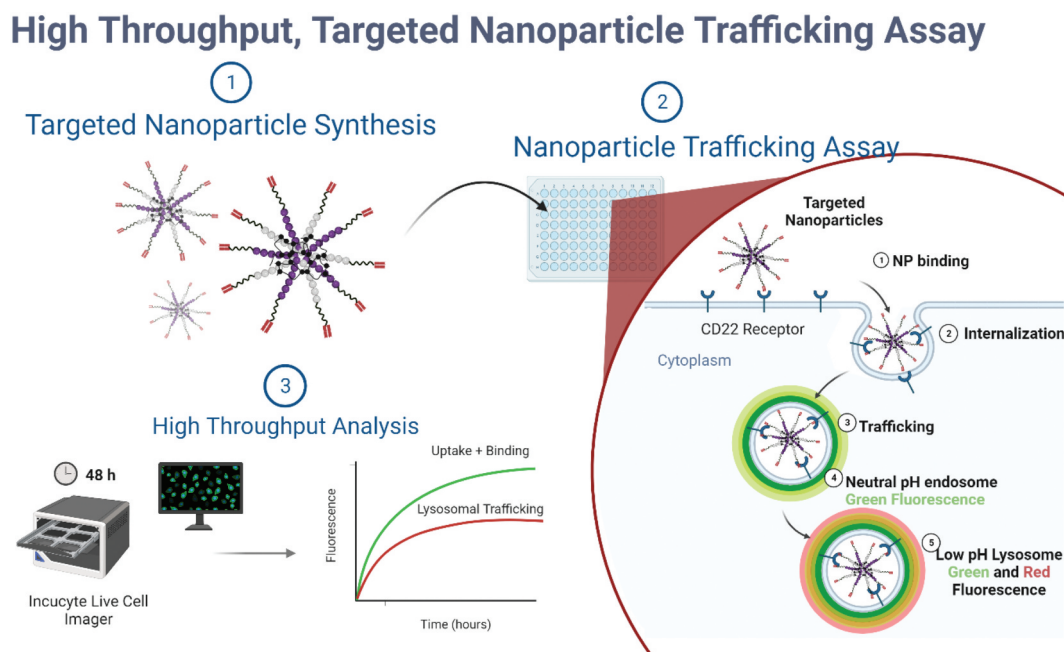 High Throughput, Targeted Nanoparticle Trafficking Assay
1
Targeted Nanoparticle Synthesis
2
Nanoparticle Trafficking Assay
Targeted
Nanoparticles
1 NP binding
CD22 Receptor
2 Internalization
Cytoplasm
3 Trafficking
4 Neutral pH endosome
Green Fluorescence
5 Low pH Lysosome
Green and Red
Fluorescence
3
High Throughput Analysis
48 h
Incucyte Live Cell
Imager
Uptake + Binding
Lysosomal Trafficking
Fluorescence
Time (hours)